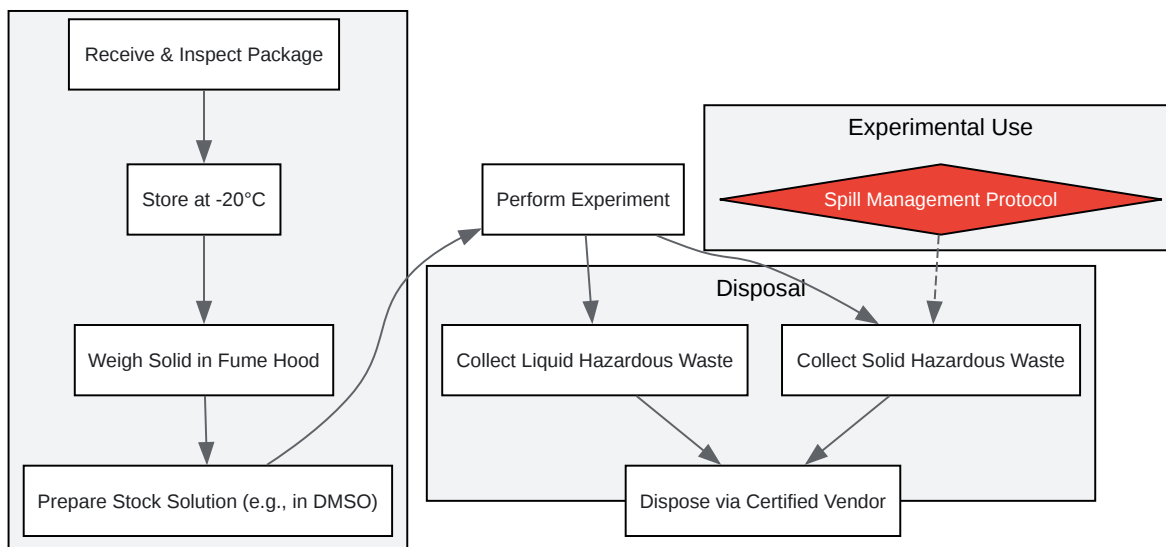 Receive & Inspect Package
Store at -20°C
Weigh Solid in Fume Hood
Prepare Stock Solution (e.g., in DMSO)
Perform Experiment
Experimental Use
Spill Management Protocol
Disposal
Collect Liquid Hazardous Waste
Collect Solid Hazardous Waste
Dispose via Certified Vendor